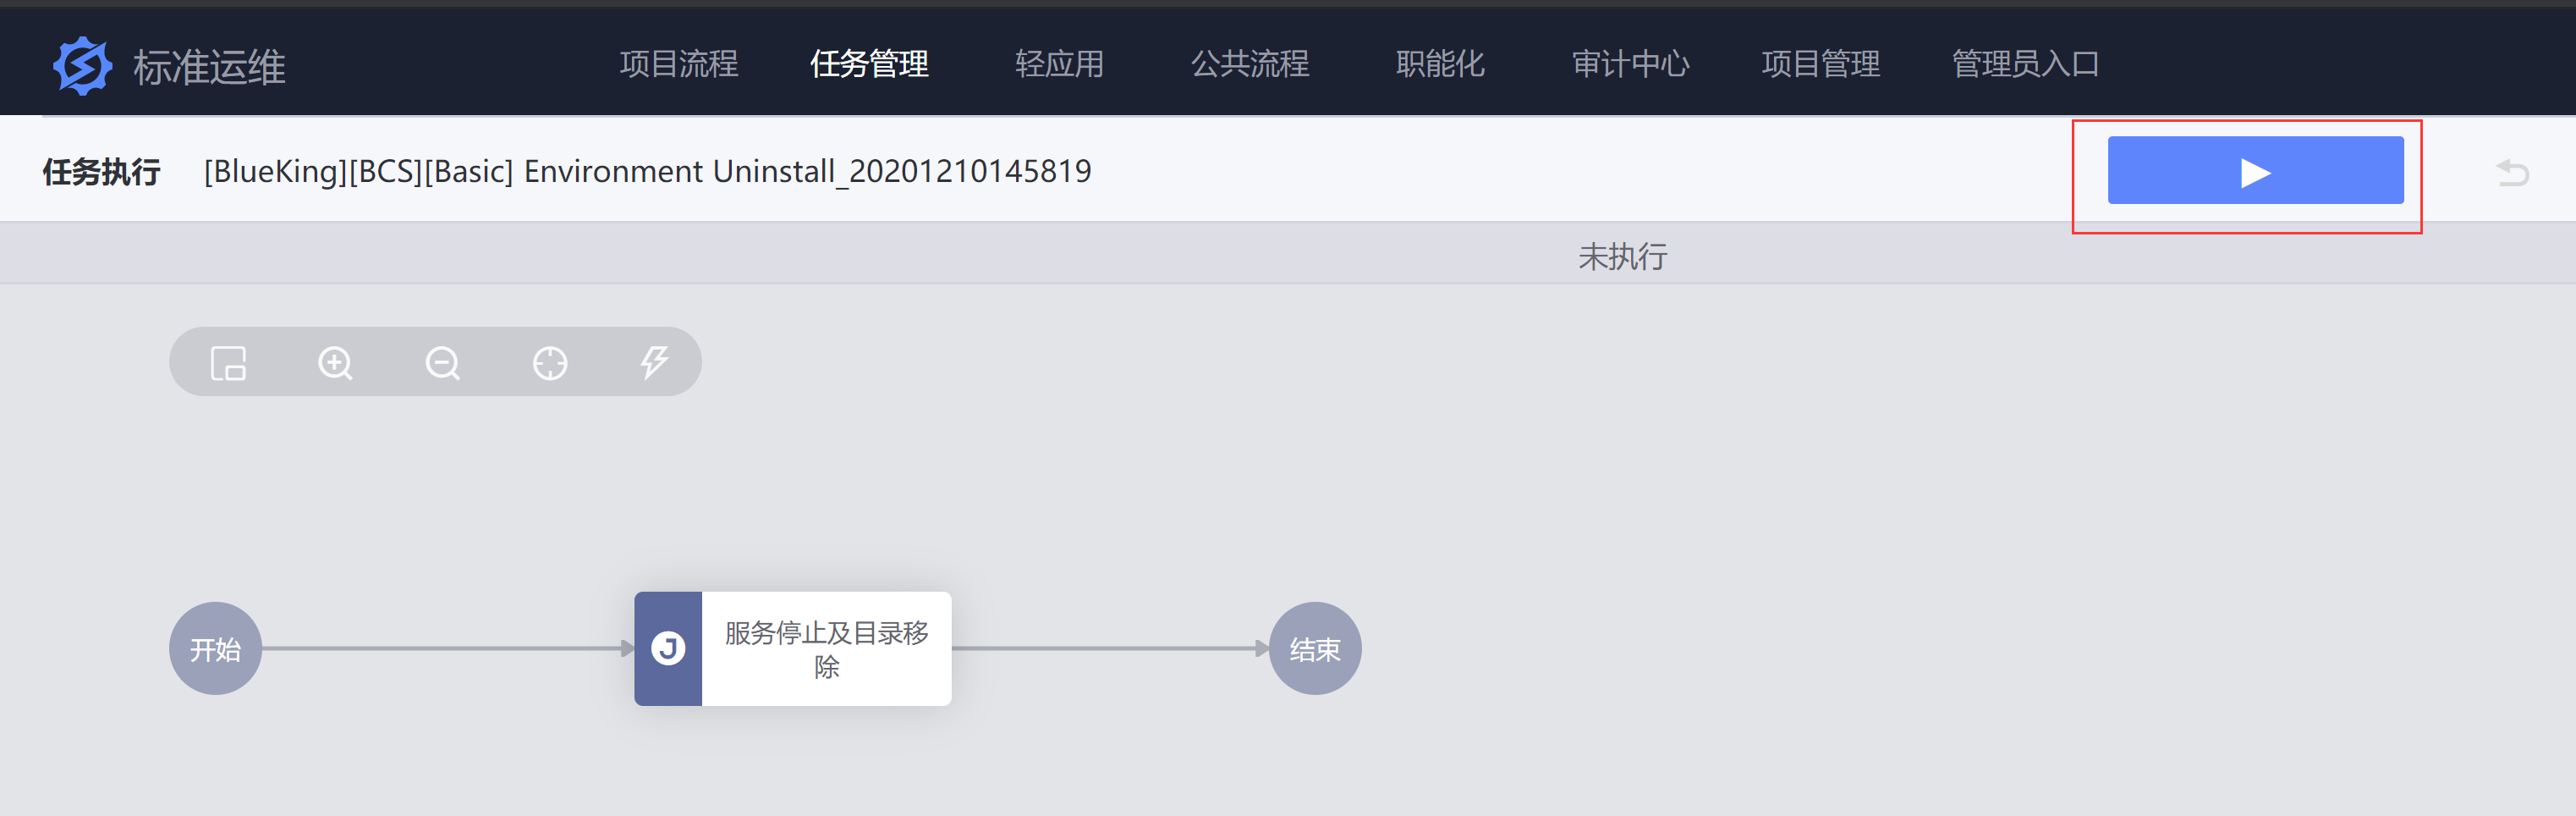 标准运维
项目流程
任务管理
轻应用
公共流程
职能化
审计中心
项目管理
管理员入口
任务执行
[BlueKing][BCS][Basic] Environment Uninstall_20201210145819
未执行
开始
J
服务停止及目录移
除
结束